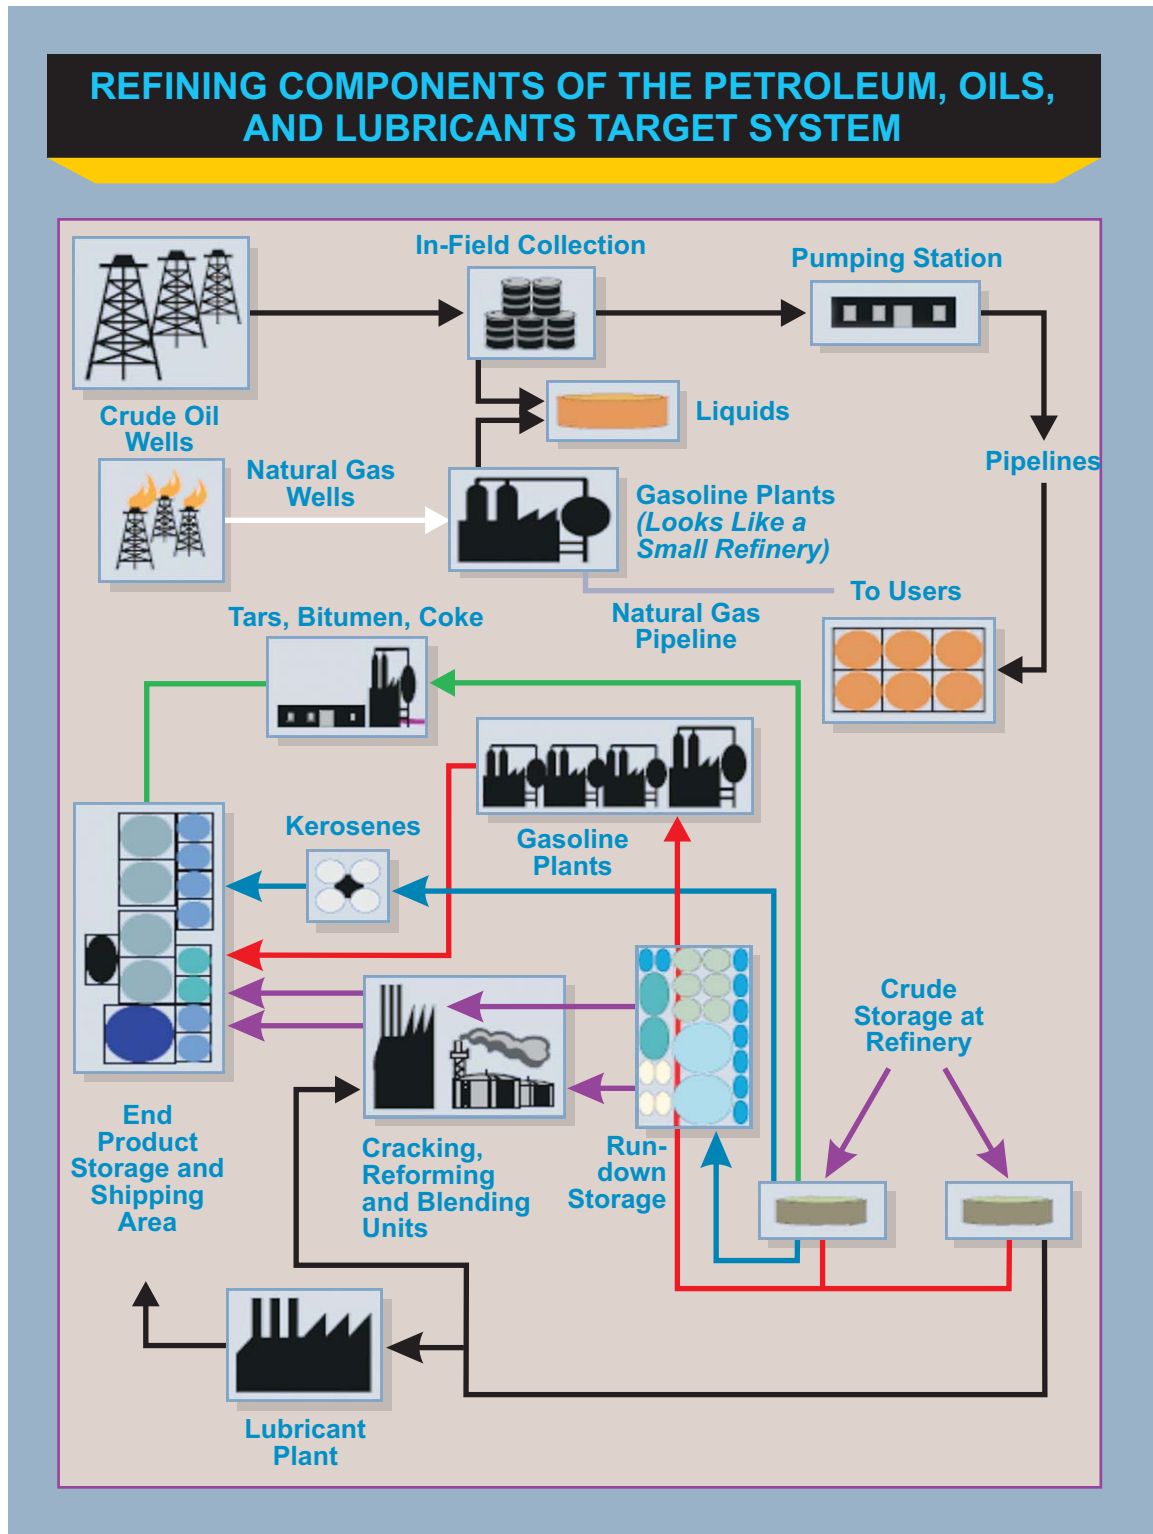 REFINING COMPONENTS OF THE PETROLEUM, OILS,
AND LUBRICANTS TARGET SYSTEM
In-Field Collection
Pumping Station
Crude Oil
Wells
Liquids
Pipelines
Natural Gas
Wells
Gasoline Plants
(Looks Like a
Small Refinery)
To Users
Natural Gas
Pipeline
Tars, Bitumen, Coke
Kerosenes
Gasoline
Plants
Crude
Storage at
Refinery
End
Product
Storage and
Shipping
Area
Cracking,
Reforming
and Blending
Units
Run-
down
Storage
Lubricant
Plant